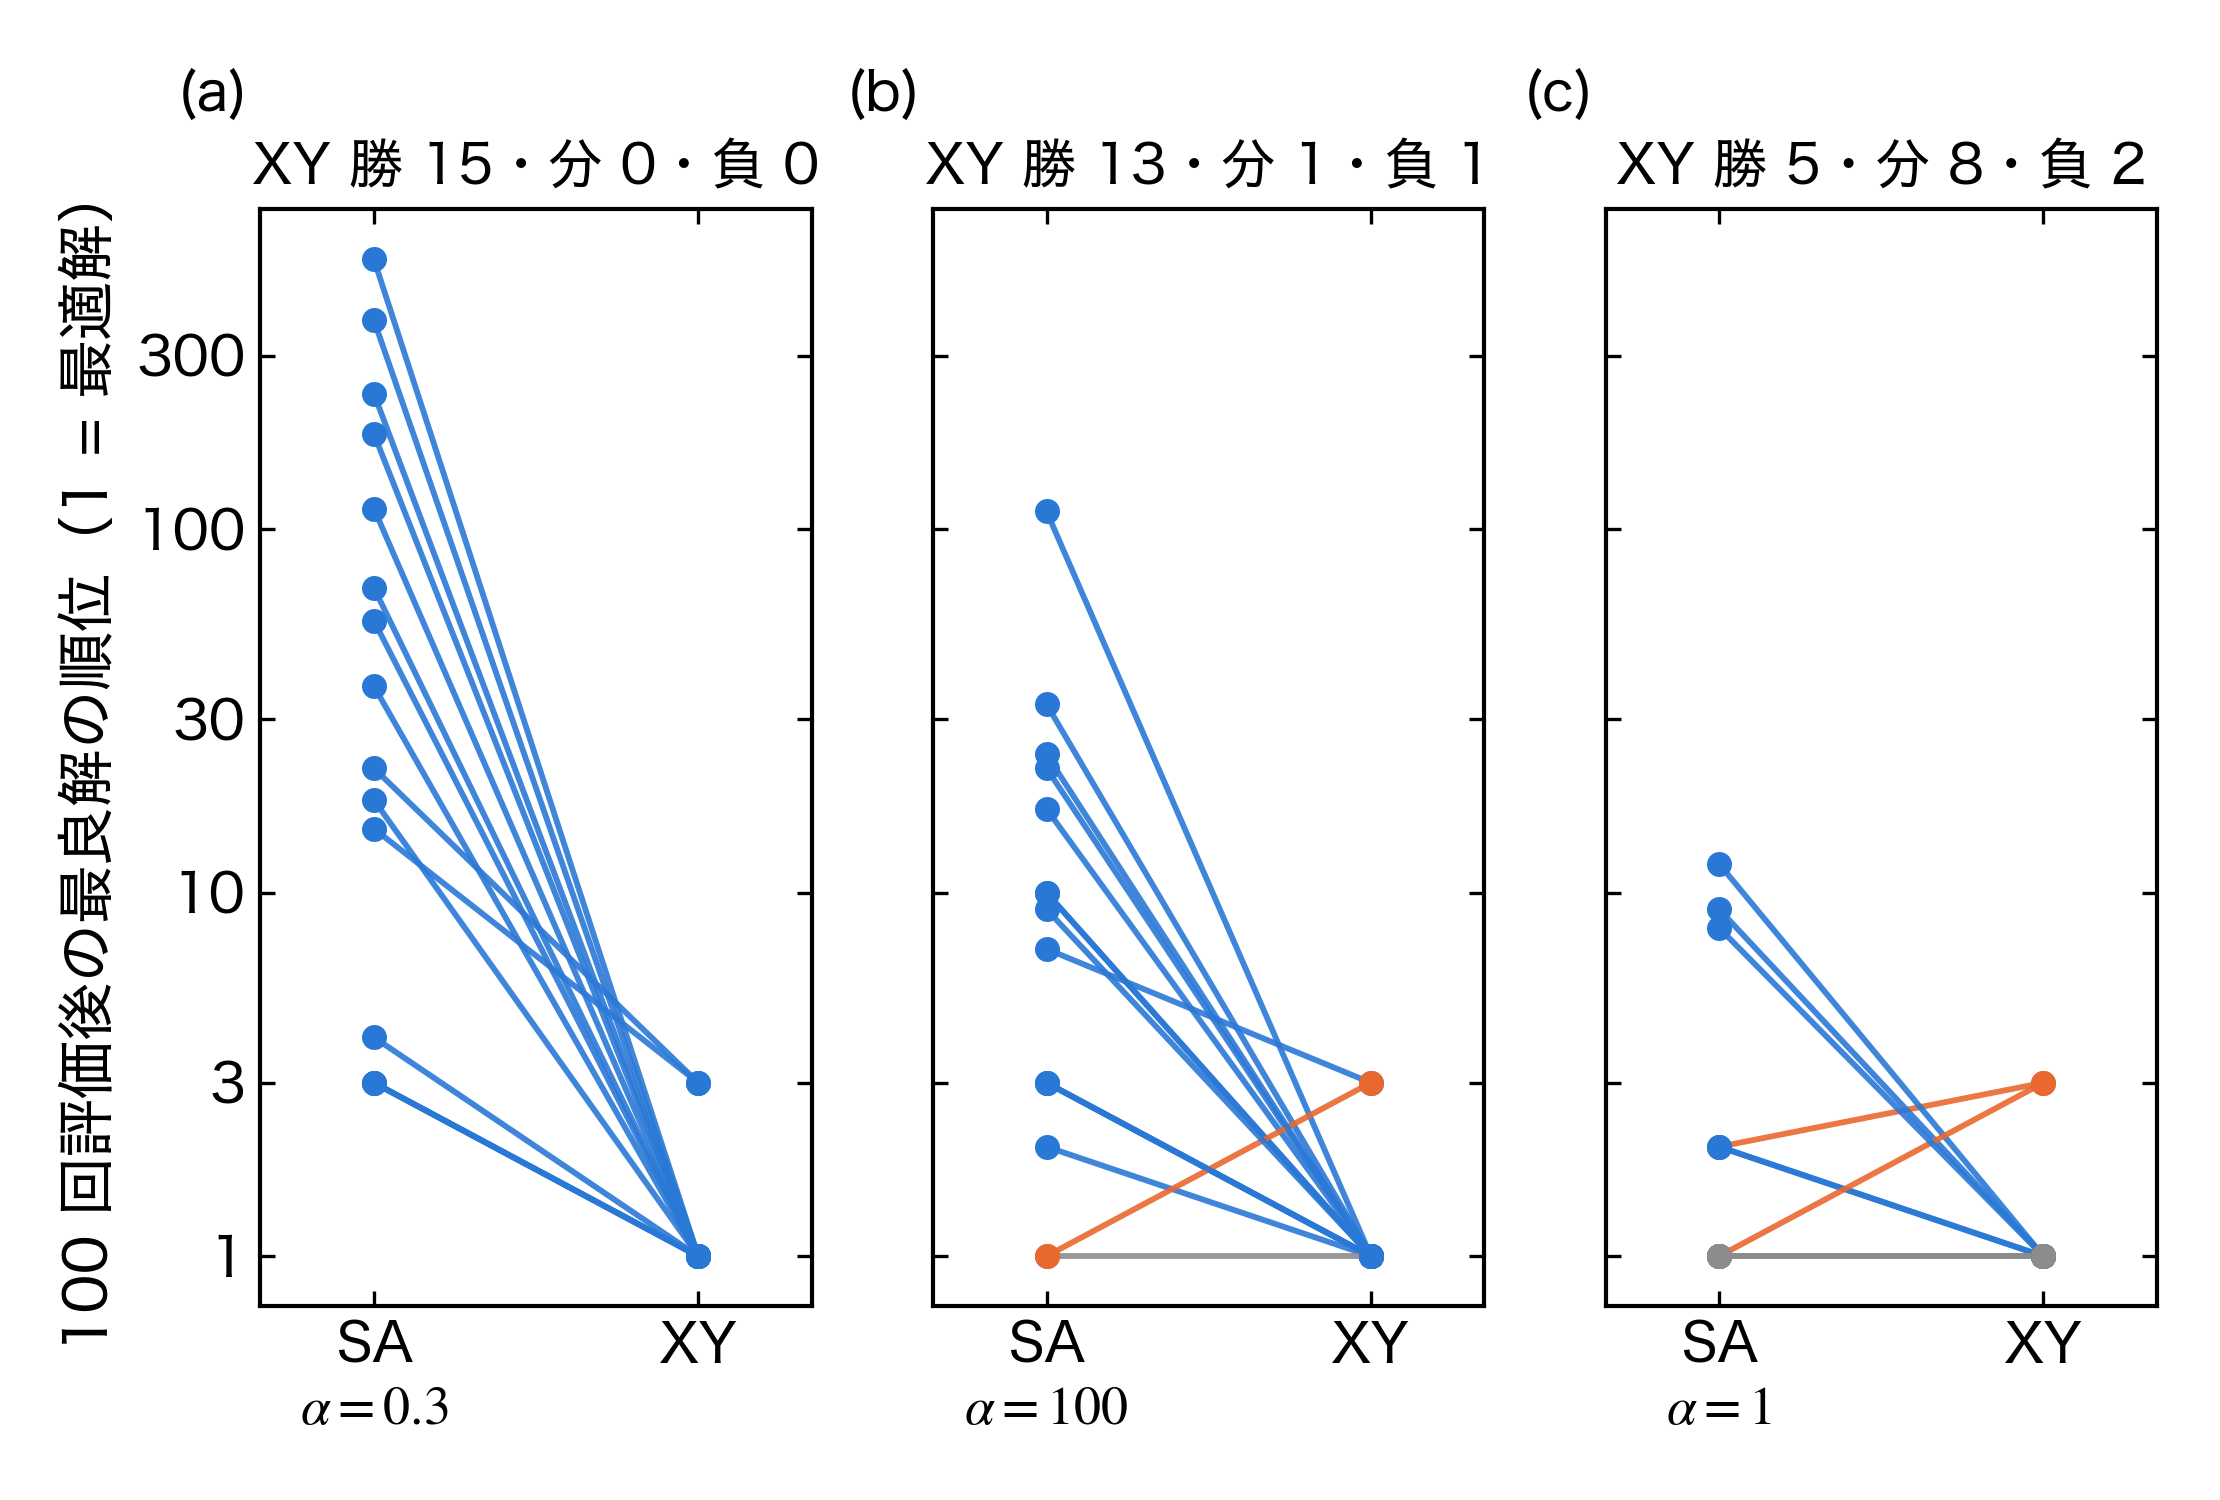 (a)
XY 勝 15・分 0・負 0
(b)
XY 勝 13・分 1・負 1
(c)
XY 勝 5・分 8・負 2
100 回評価後の最良解の順位（1 = 最適解）
300
100
30
10
3
1
SA
XY
α=0.3
SA
XY
α=100
SA
XY
α=1